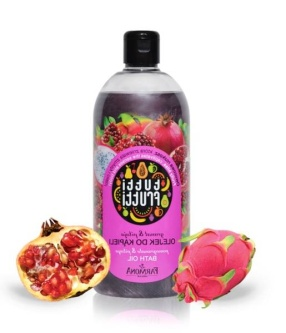 TUTTI
FRUTTI
granat & pitaja
OLEJEK DO KĄPIELI
pomegranate & pitaya
BATH OIL
FARMONA